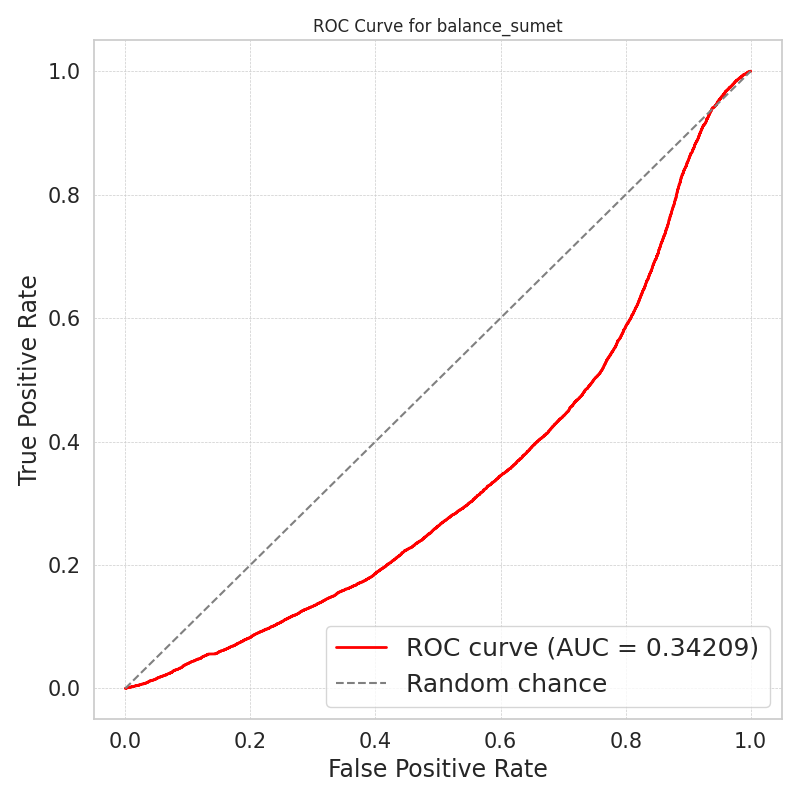 ROC Curve for balance_sumet
True Positive Rate
1.0
0.8
0.6
0.4
0.2
0.0
ROC curve (AUC = 0.34209)
Random chance
0.0 0.2 0.4 0.6 0.8 1.0
False Positive Rate